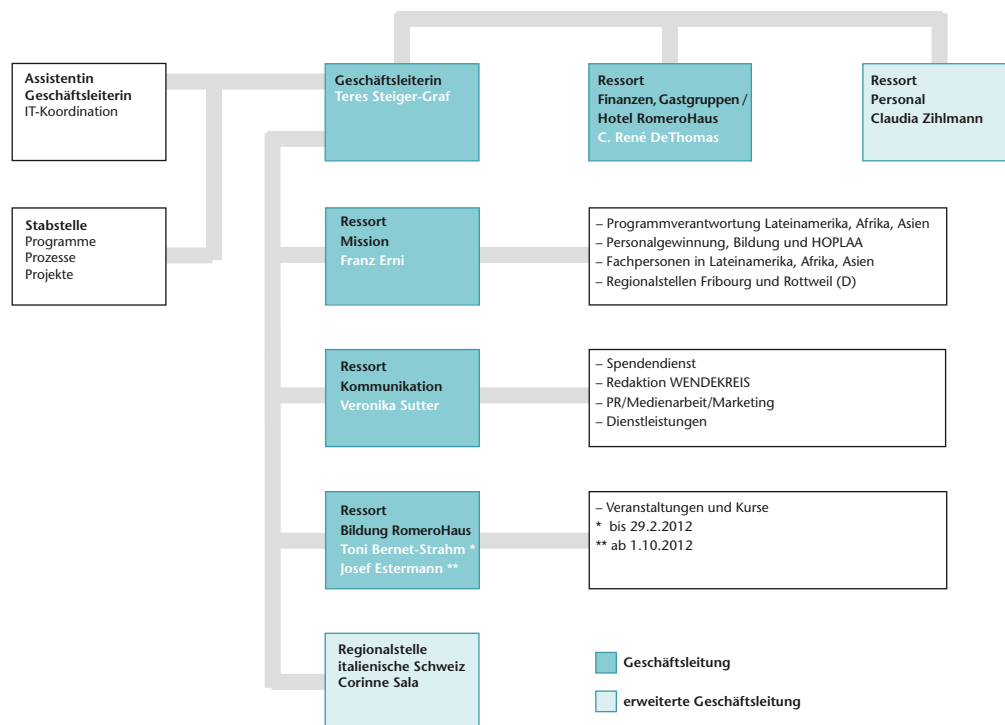 Assistentin
Geschäftsleiterin
IT-Koordination
Geschäftsleiterin
Teres Steiger-Graf
Ressort
Finanzen, Gastgruppen /
Hotel RomeroHaus
C. René DeThomas
Ressort
Personal
Claudia Zihlmann
Stabstelle
Programme
Prozesse
Projekte
Ressort
Mission
Franz Erni
– Programmverantwortung Lateinamerika, Afrika, Asien
– Personalgewinnung, Bildung und HOPLAA
– Fachpersonen in Lateinamerika, Afrika, Asien
– Regionalstellen Fribourg und Rottweil (D)
Ressort
Kommunikation
Veronika Sutter
– Spendendienst
– Redaktion WENDEKREIS
– PR/Medienarbeit/Marketing
– Dienstleistungen
Ressort
Bildung RomeroHaus
Toni Bernet-Strahm *
Josef Estermann **
– Veranstaltungen und Kurse
* bis 29.2.2012
** ab 1.10.2012
Regionalstelle
italienische Schweiz
Corinne Sala
Geschäftsleitung
erweiterte Geschäftsleitung